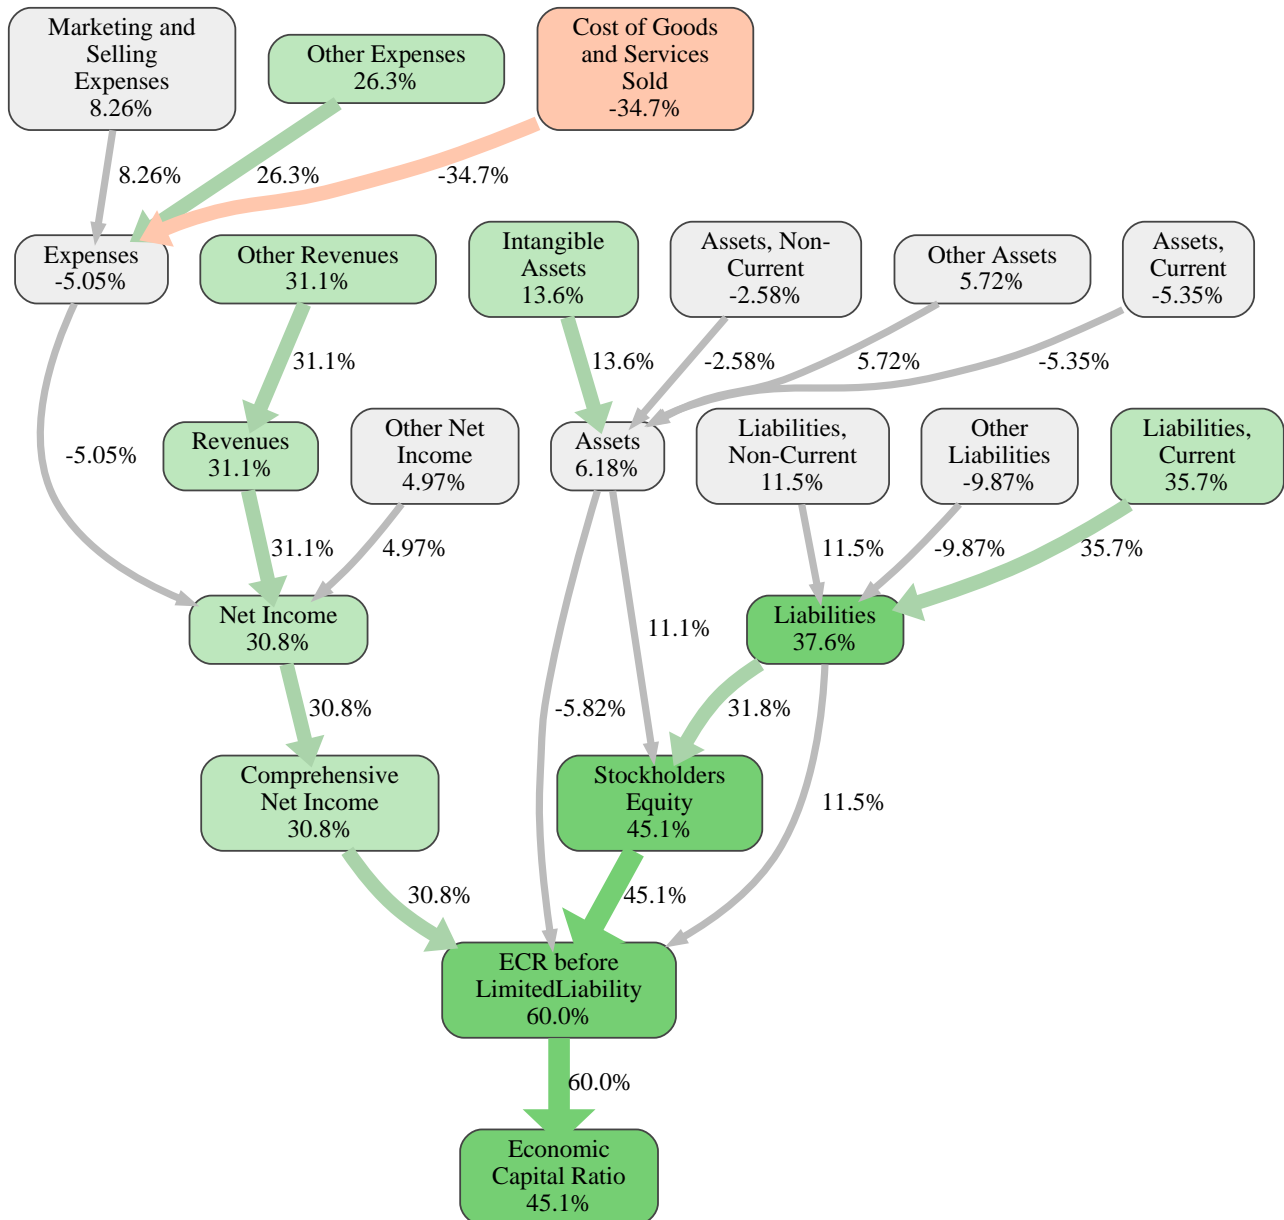 Marketing and
Selling
Expenses
8.26%
Other Expenses
26.3%
Cost of Goods
and Services
Sold
-34.7%
8.26%
26.3%
-34.7%
Expenses
-5.05%
Other Revenues
31.1%
Intangible
Assets
13.6%
Assets, Non-
Current
-2.58%
Other Assets
5.72%
Assets,
Current
-5.35%
31.1%
13.6%
-2.58%
5.72%
-5.35%
-5.05%
Revenues
31.1%
Other Net
Income
4.97%
Assets
6.18%
Liabilities,
Non-Current
11.5%
Other
Liabilities
-9.87%
Liabilities,
Current
35.7%
31.1%
4.97%
11.5%
-9.87%
35.7%
Net Income
30.8%
11.1%
Liabilities
37.6%
30.8%
-5.82%
31.8%
Comprehensive
Net Income
30.8%
Stockholders
Equity
45.1%
11.5%
30.8%
45.1%
ECR before
LimitedLiability
60.0%
60.0%
Economic
Capital Ratio
45.1%